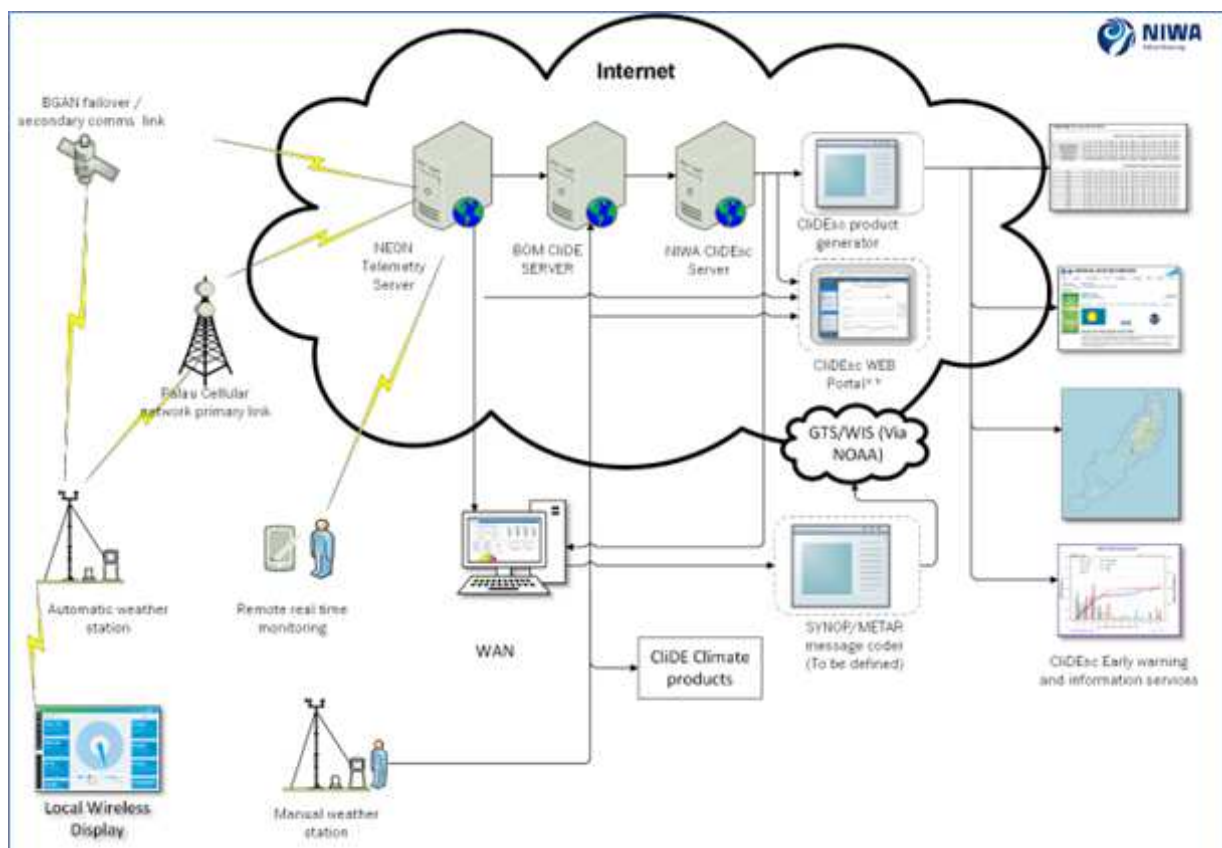 NIWA
Internet
BGAN failover /
secondary comms link
NEON
Telemetry
Server
BOM CliDE
SERVER
NIWA CliDEsc
Server
CliDEsc product
generator
CliDEsc WEB
Portal**
Palau Cellular
network primary link
GTS/WIS (Via
NOAA)
Automatic weather
station
Remote real time
monitoring
WAN
SYNOP/METAR
message coder
(To be defined)
CliDEsc Early warning
and information services
CliDE Climate
products
Local Wireless
Display
Manual weather
station